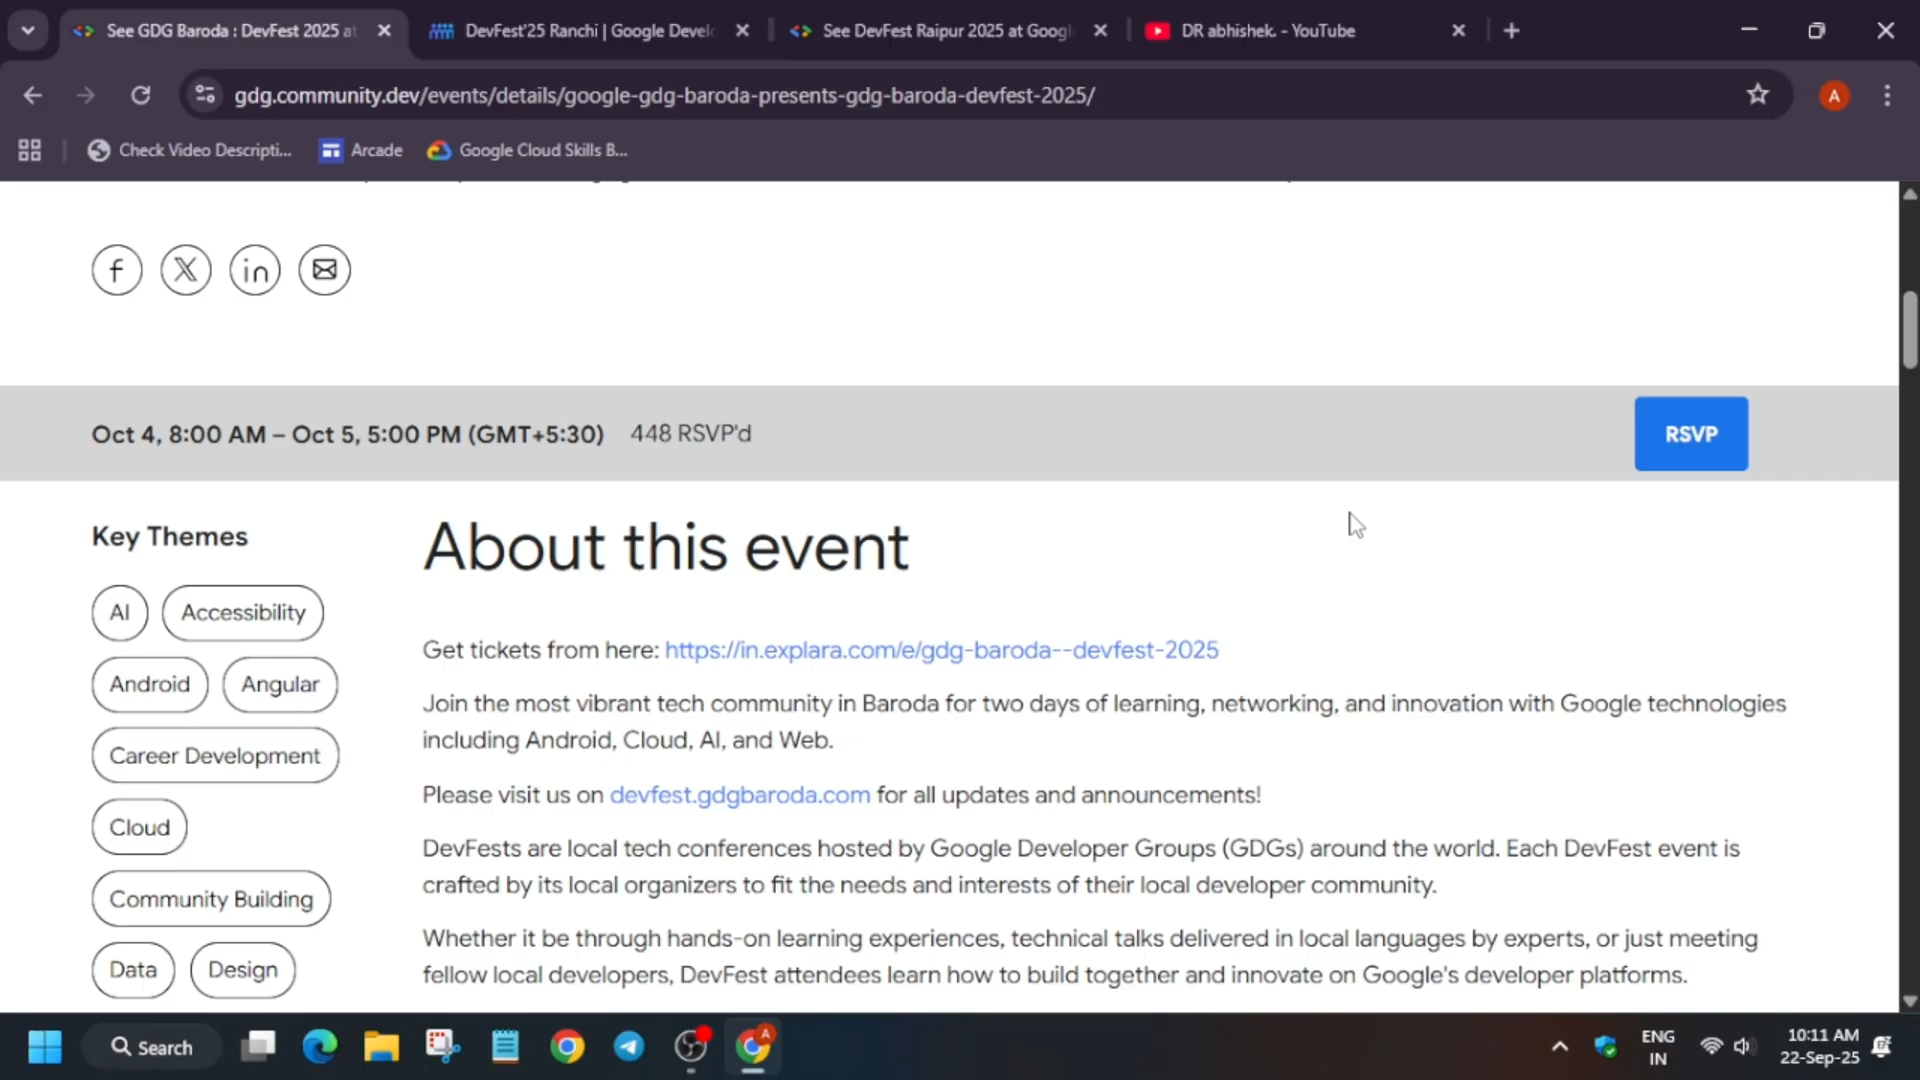 See GDG Baroda : DevFest 2025 at
DevFest'25 Ranchi | Google Develo
See DevFest Raipur 2025 at Googl
DR abhishek. - YouTube
gdg.community.dev/events/details/google-gdg-baroda-presents-gdg-baroda-devfest-2025/
A
Check Video Descripti...
Arcade
Google Cloud Skills B...
Oct 4, 8:00 AM – Oct 5, 5:00 PM (GMT+5:30)
448 RSVP'd
RSVP
Key Themes
AI
Accessibility
Android
Angular
Career Development
Cloud
Community Building
Data
Design
About this event
Get tickets from here: https://in.explara.com/e/gdg-baroda--devfest-2025
Join the most vibrant tech community in Baroda for two days of learning, networking, and innovation with Google technologies
including Android, Cloud, AI, and Web.
Please visit us on devfest.gdgbaroda.com for all updates and announcements!
DevFests are local tech conferences hosted by Google Developer Groups (GDGs) around the world. Each DevFest event is
crafted by its local organizers to fit the needs and interests of their local developer community.
Whether it be through hands-on learning experiences, technical talks delivered in local languages by experts, or just meeting
fellow local developers, DevFest attendees learn how to build together and innovate on Google's developer platforms.
Search
A
ENG
IN
10:11 AM
22-Sep-25